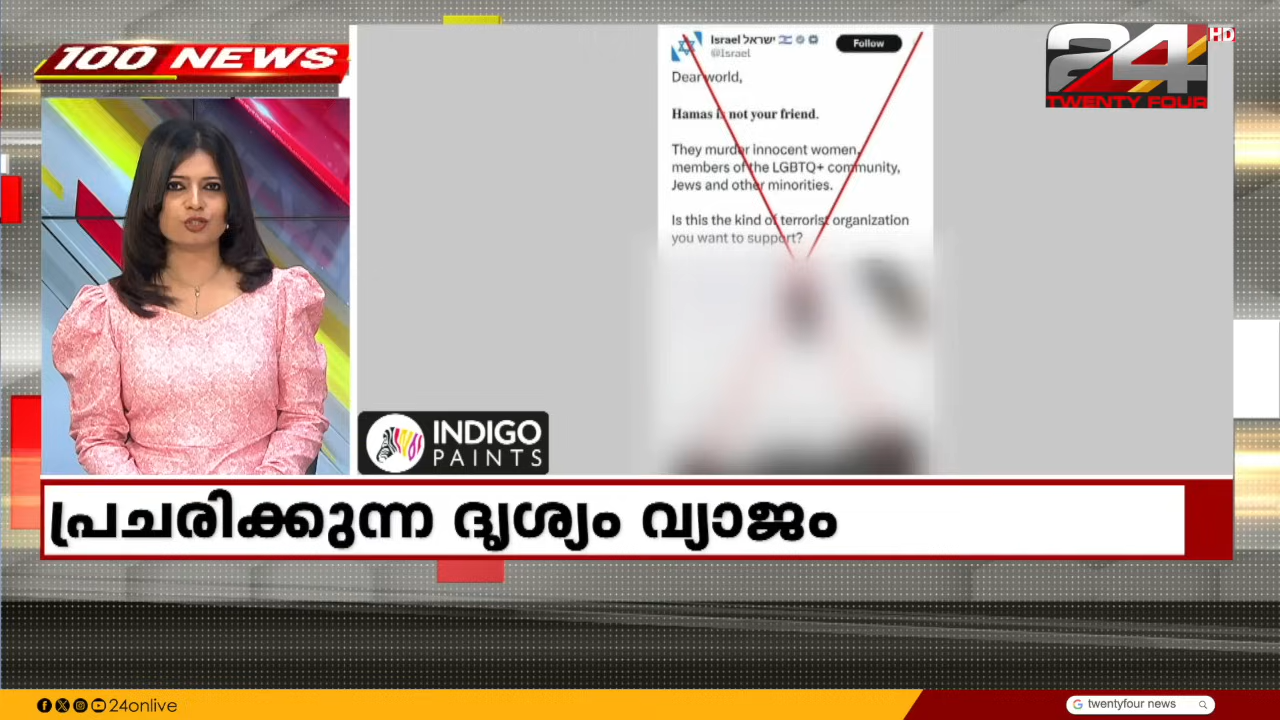 100 NEWS
Israel ישראל
@Israel
Follow
Dear world,
Hamas is not your friend.
They murder innocent women,
members of the LGBTQ+ community,
Jews and other minorities.
Is this the kind of terrorist organization
you want to support?
24 HD
TWENTY FOUR
INDIGO
PAINTS
പ്രചരിക്കുന്ന ദൃശ്യം വ്യാജം
24onlive
twentyfour news